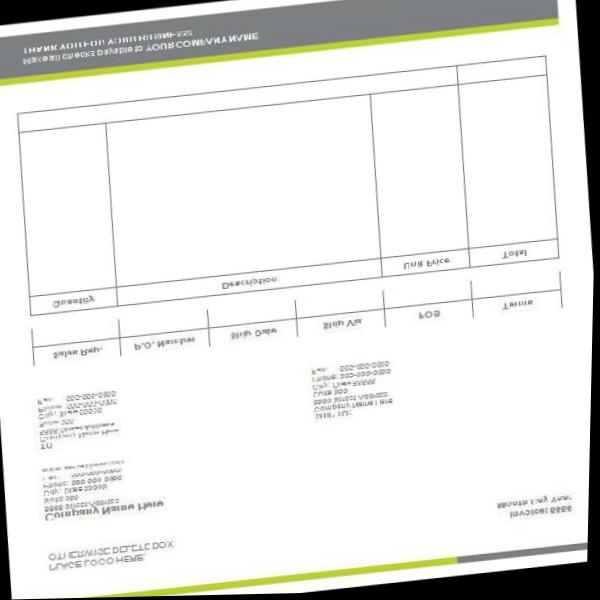 PLACE LOGO HERE,
OTHERWISE DELETE BOX
Invoice: 5555
Month Day Year
Company Name Here
5555 Street Address
Suite 555
City, State 55555
Phone: 555-555-5555
Fax: 555-555-5555
TO:
Company Name Here
5555 Street Address
Suite 555
City, State 55555
Phone: 555-555-5555
Fax: 555-555-5555
SHIP TO:
Company Name Here
5555 Street Address
Suite 555
City, State 55555
Phone: 555-555-5555
Fax: 555-555-5555
Sales Rep. P.O. Number Ship Date Ship Via FOB Terms
Quantity Description Unit Price Total
Make all checks payable to YOUR COMPANY NAME
THANK YOU FOR YOUR BUSINESS!